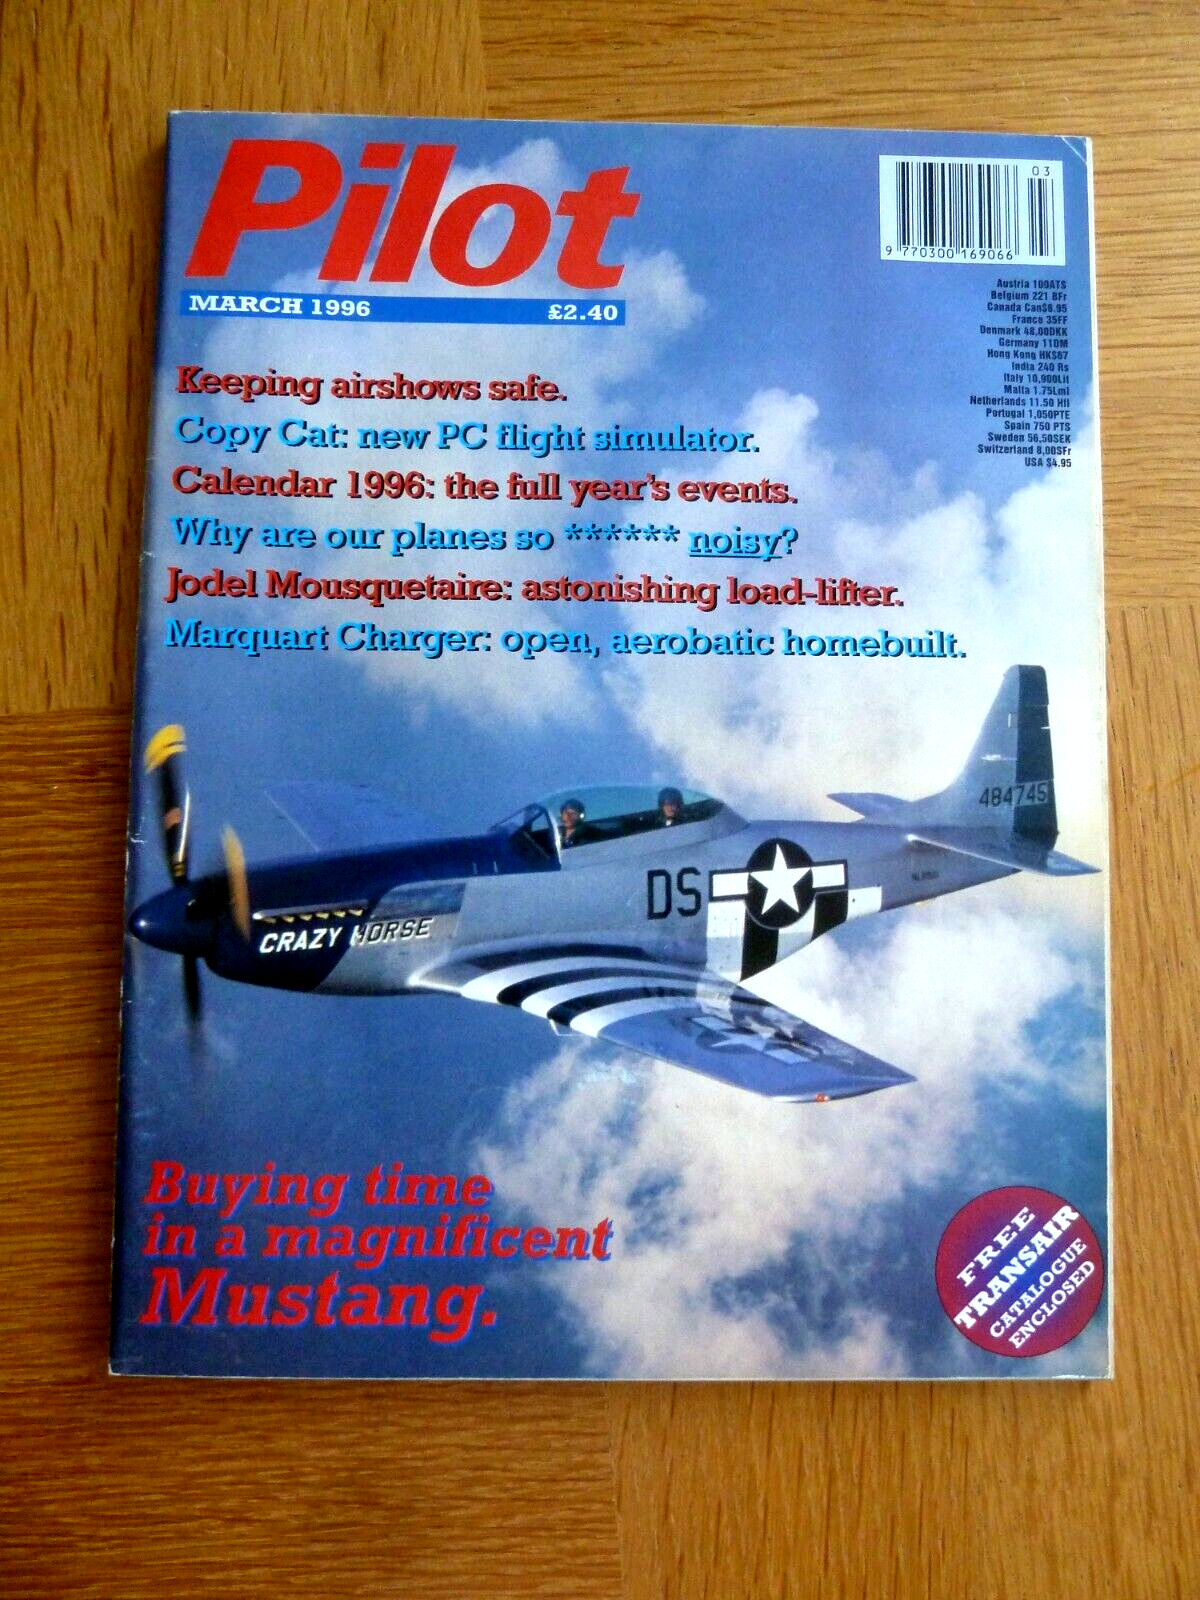 Pilot
MARCH 1996 £2.40
03
9 770300 169066
Austria 100ATS
Belgium 221 BFr
Canada Can$6.95
France 35FF
Denmark 48,00DKK
Germany 11DM
Hong Kong HK$67
India 240 Rs
Italy 10,900Lit
Malta 1.75Lml
Netherlands 11.50 Hfl
Portugal 1,050PTE
Spain 750 PTS
Sweden 56,50SEK
Switzerland 8,00SFr
USA $4.95
Keeping airshows safe.
Copy Cat: new PC flight simulator.
Calendar 1996: the full year's events.
Why are our planes so ****** noisy?
Jodel Mousquetaire: astonishing load-lifter.
Marquart Charger: open, aerobatic homebuilt.
484745
DS
CRAZY HORSE
Buying time
in a magnificent
Mustang.
FREE
TRANSAIR
CATALOGUE
ENCLOSED